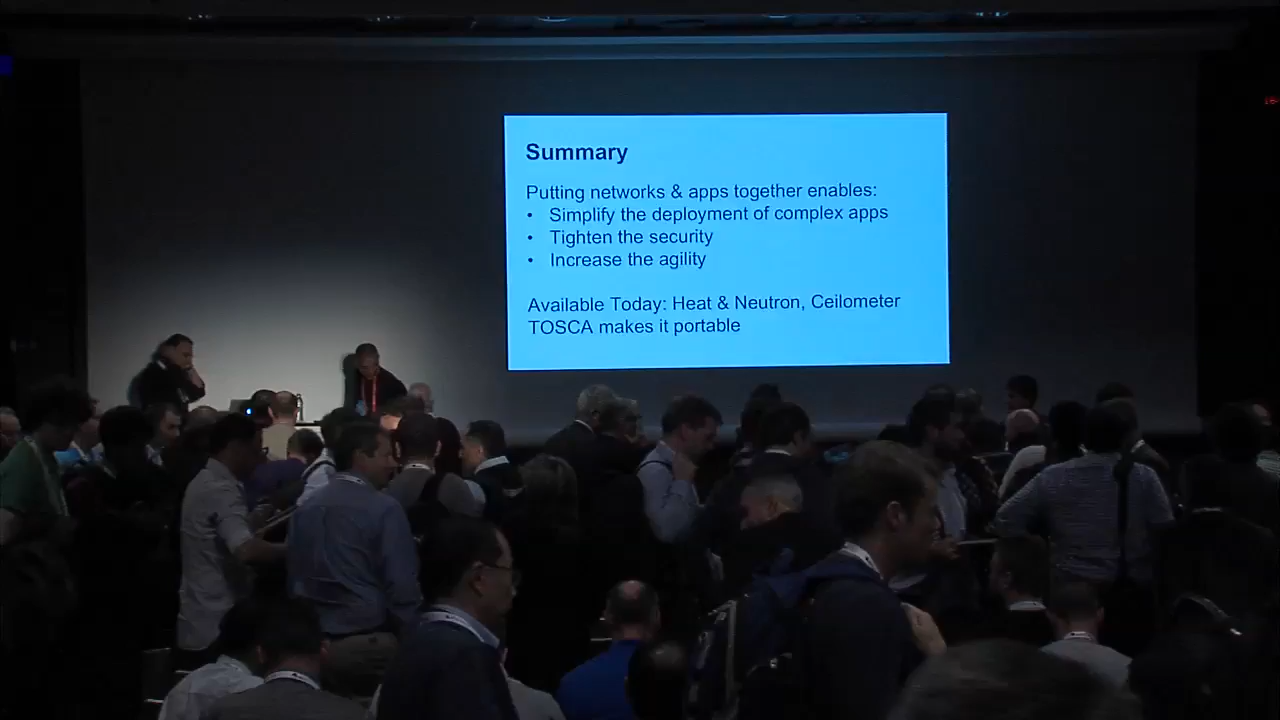 Summary
Putting networks & apps together enables:
• Simplify the deployment of complex apps
• Tighten the security
• Increase the agility
Available Today: Heat & Neutron, Ceilometer
TOSCA makes it portable